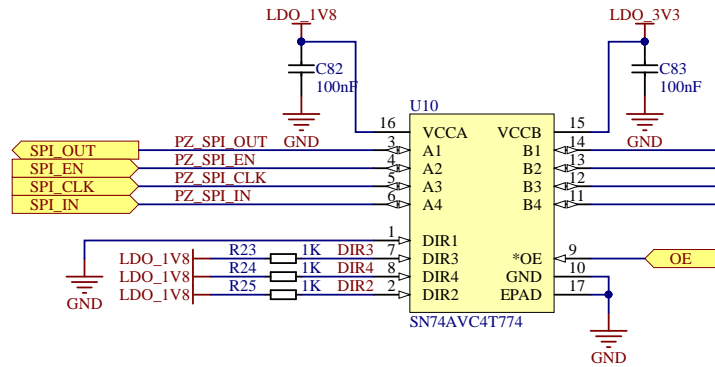 LDO_1V8
LDO_3V3
C82
100nF
C83
100nF
GND
GND
U10
16 VCCA VCCB 15
SPI_OUT PZ_SPI_OUT 3 A1 B1 14
SPI_EN PZ_SPI_EN 4 A2 B2 13
SPI_CLK PZ_SPI_CLK 5 A3 B3 12
SPI_IN PZ_SPI_IN 6 A4 B4 11
1 DIR1
LDO_1V8 R23 1K DIR3 7 DIR3 *OE 9 OE
LDO_1V8 R24 1K DIR4 8 DIR4 GND 10
LDO_1V8 R25 1K DIR2 2 DIR2 EPAD 17
GND
SN74AVC4T774
GND